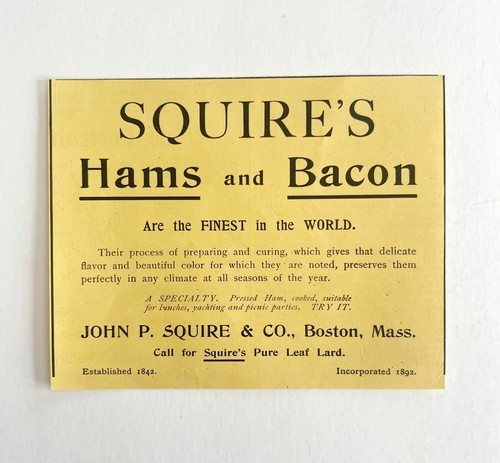 SQUIRE'S
Hams and Bacon
Are the FINEST in the WORLD.
Their process of preparing and curing, which gives that delicate
flavor and beautiful color for which they are noted, preserves them
perfectly in any climate at all seasons of the year.
A SPECIALTY. Pressed Ham, cooked, suitable
for lunches, yachting and picnic parties. TRY IT.
JOHN P. SQUIRE & CO., Boston, Mass.
Call for Squire's Pure Leaf Lard.
Established 1842. Incorporated 1892.